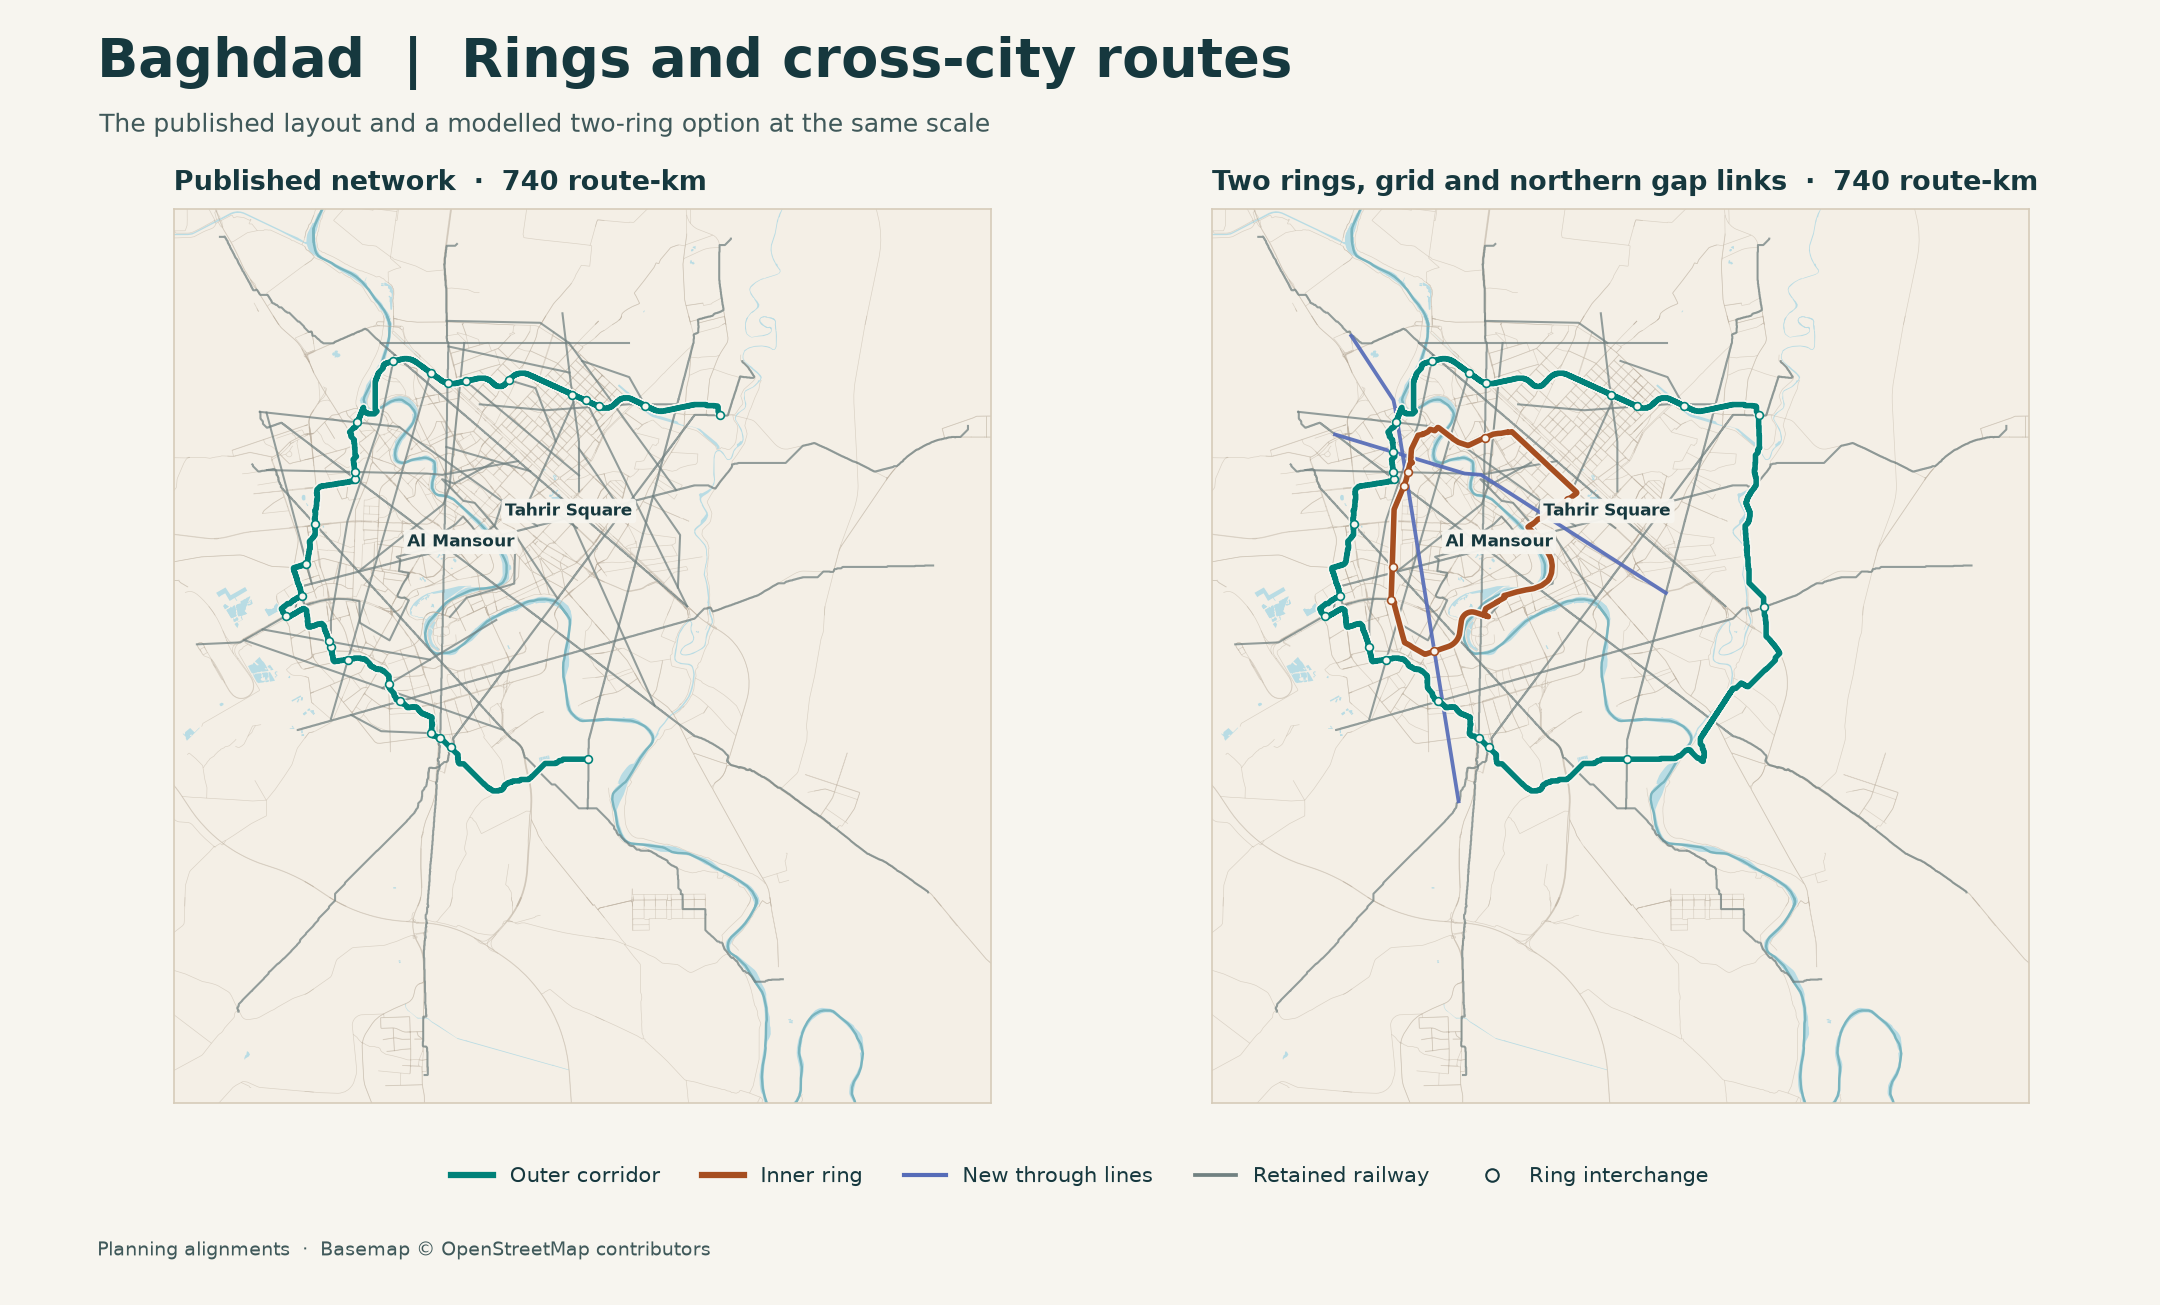 Baghdad | Rings and cross-city routes
The published layout and a modelled two-ring option at the same scale
Published network · 740 route-km
Two rings, grid and northern gap links · 740 route-km
Tahrir Square
Al Mansour
Tahrir Square
Al Mansour
Outer corridor
Inner ring
New through lines
Retained railway
Ring interchange
Planning alignments · Basemap © OpenStreetMap contributors